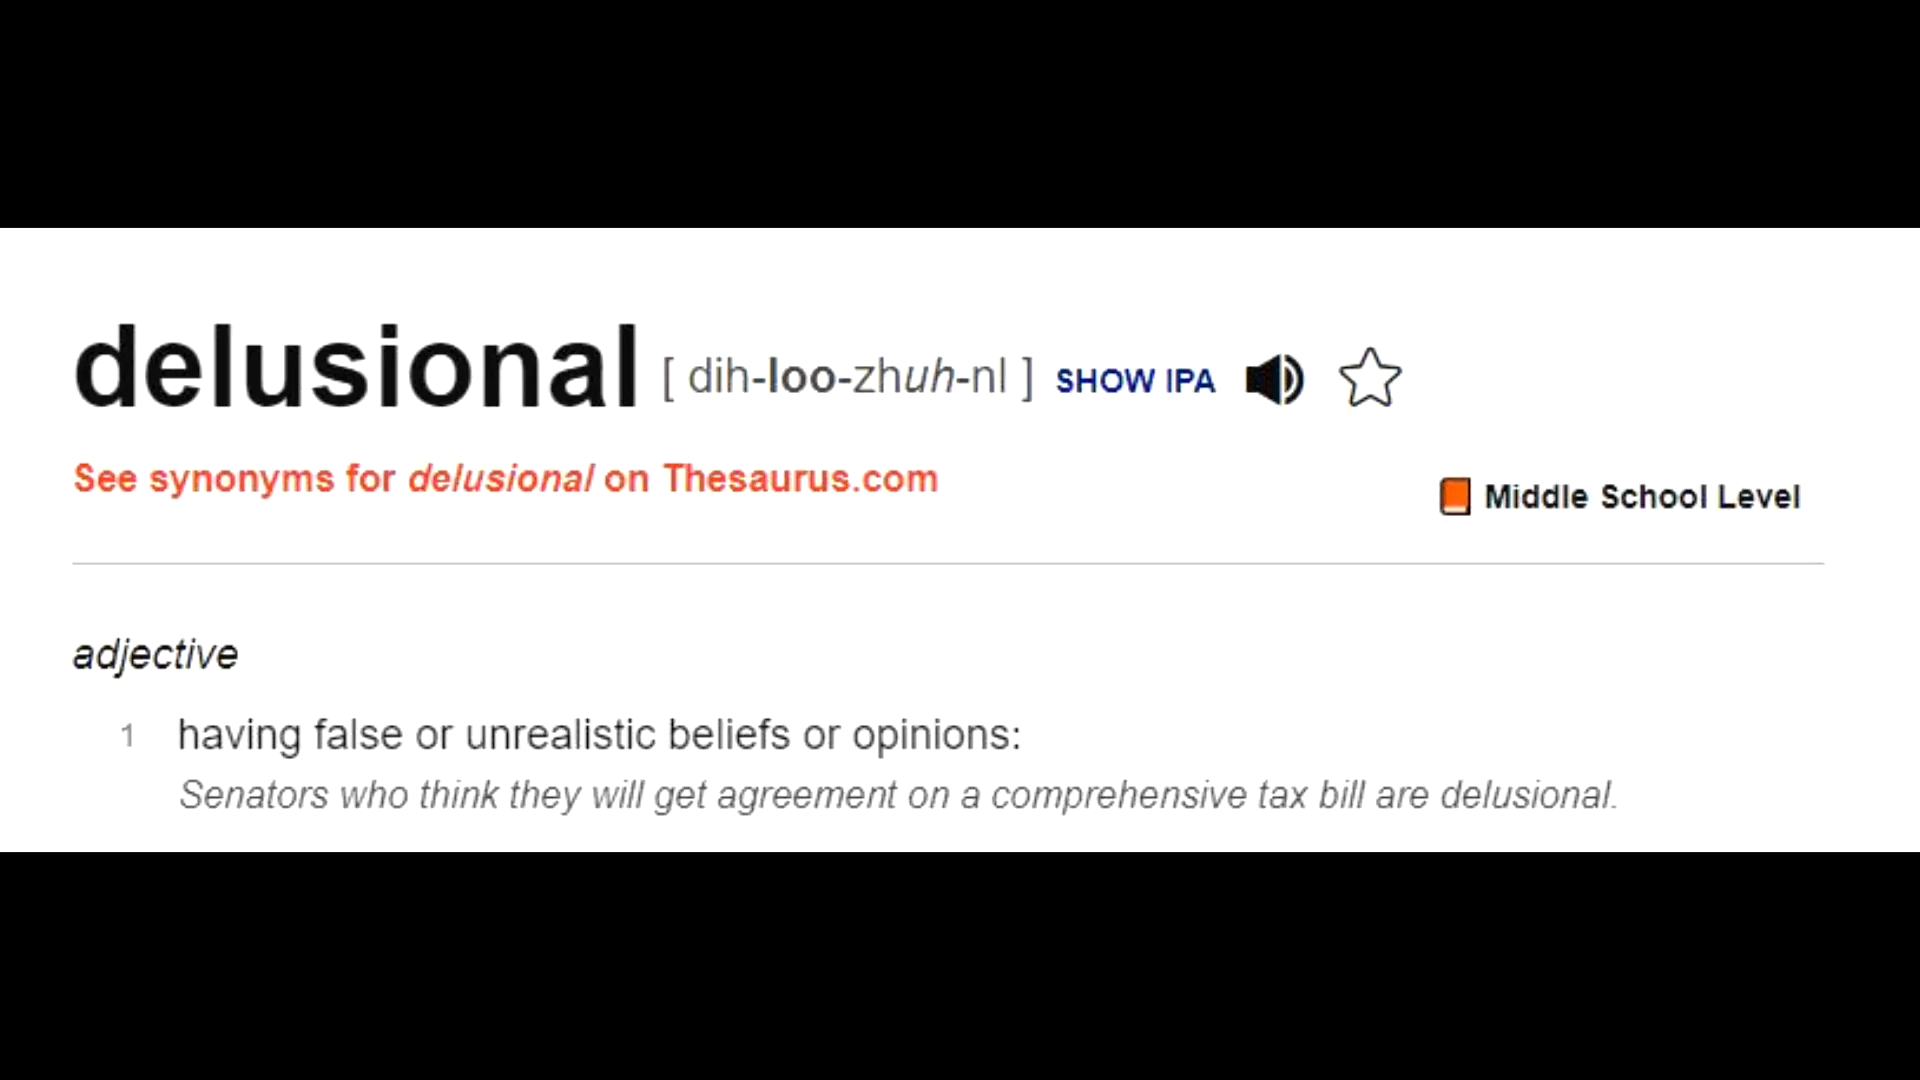 delusional [ dih-loo-zhuh-nl ] SHOW IPA
See synonyms for delusional on Thesaurus.com
Middle School Level
adjective
1 having false or unrealistic beliefs or opinions:
Senators who think they will get agreement on a comprehensive tax bill are delusional.